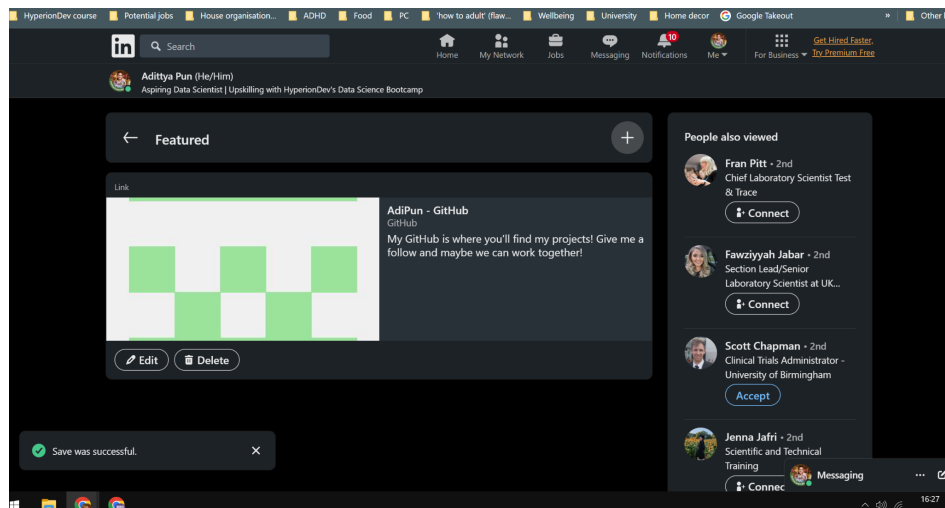 HyperionDev course Potential jobs House organisation... ADHD Food PC 'how to adult' (flaw... Wellbeing University Home decor Google Takeout » Other
in Search
Home My Network Jobs Messaging 10 Notifications Me For Business Get Hired Faster,
Try Premium Free
Adittya Pun (He/Him)
Aspiring Data Scientist | Upskilling with HyperionDev's Data Science Bootcamp
Featured
Link
AdiPun - GitHub
GitHub
My GitHub is where you'll find my projects! Give me a
follow and maybe we can work together!
Edit Delete
People also viewed
Fran Pitt • 2nd
Chief Laboratory Scientist Test
& Trace
Connect
Fawziyyah Jabar • 2nd
Section Lead/Senior
Laboratory Scientist at UK...
Connect
Scott Chapman • 2nd
Clinical Trials Administrator -
University of Birmingham
Accept
Jenna Jafri • 2nd
Scientific and Technical
Training
Connec
Save was successful.
Messaging
16:27